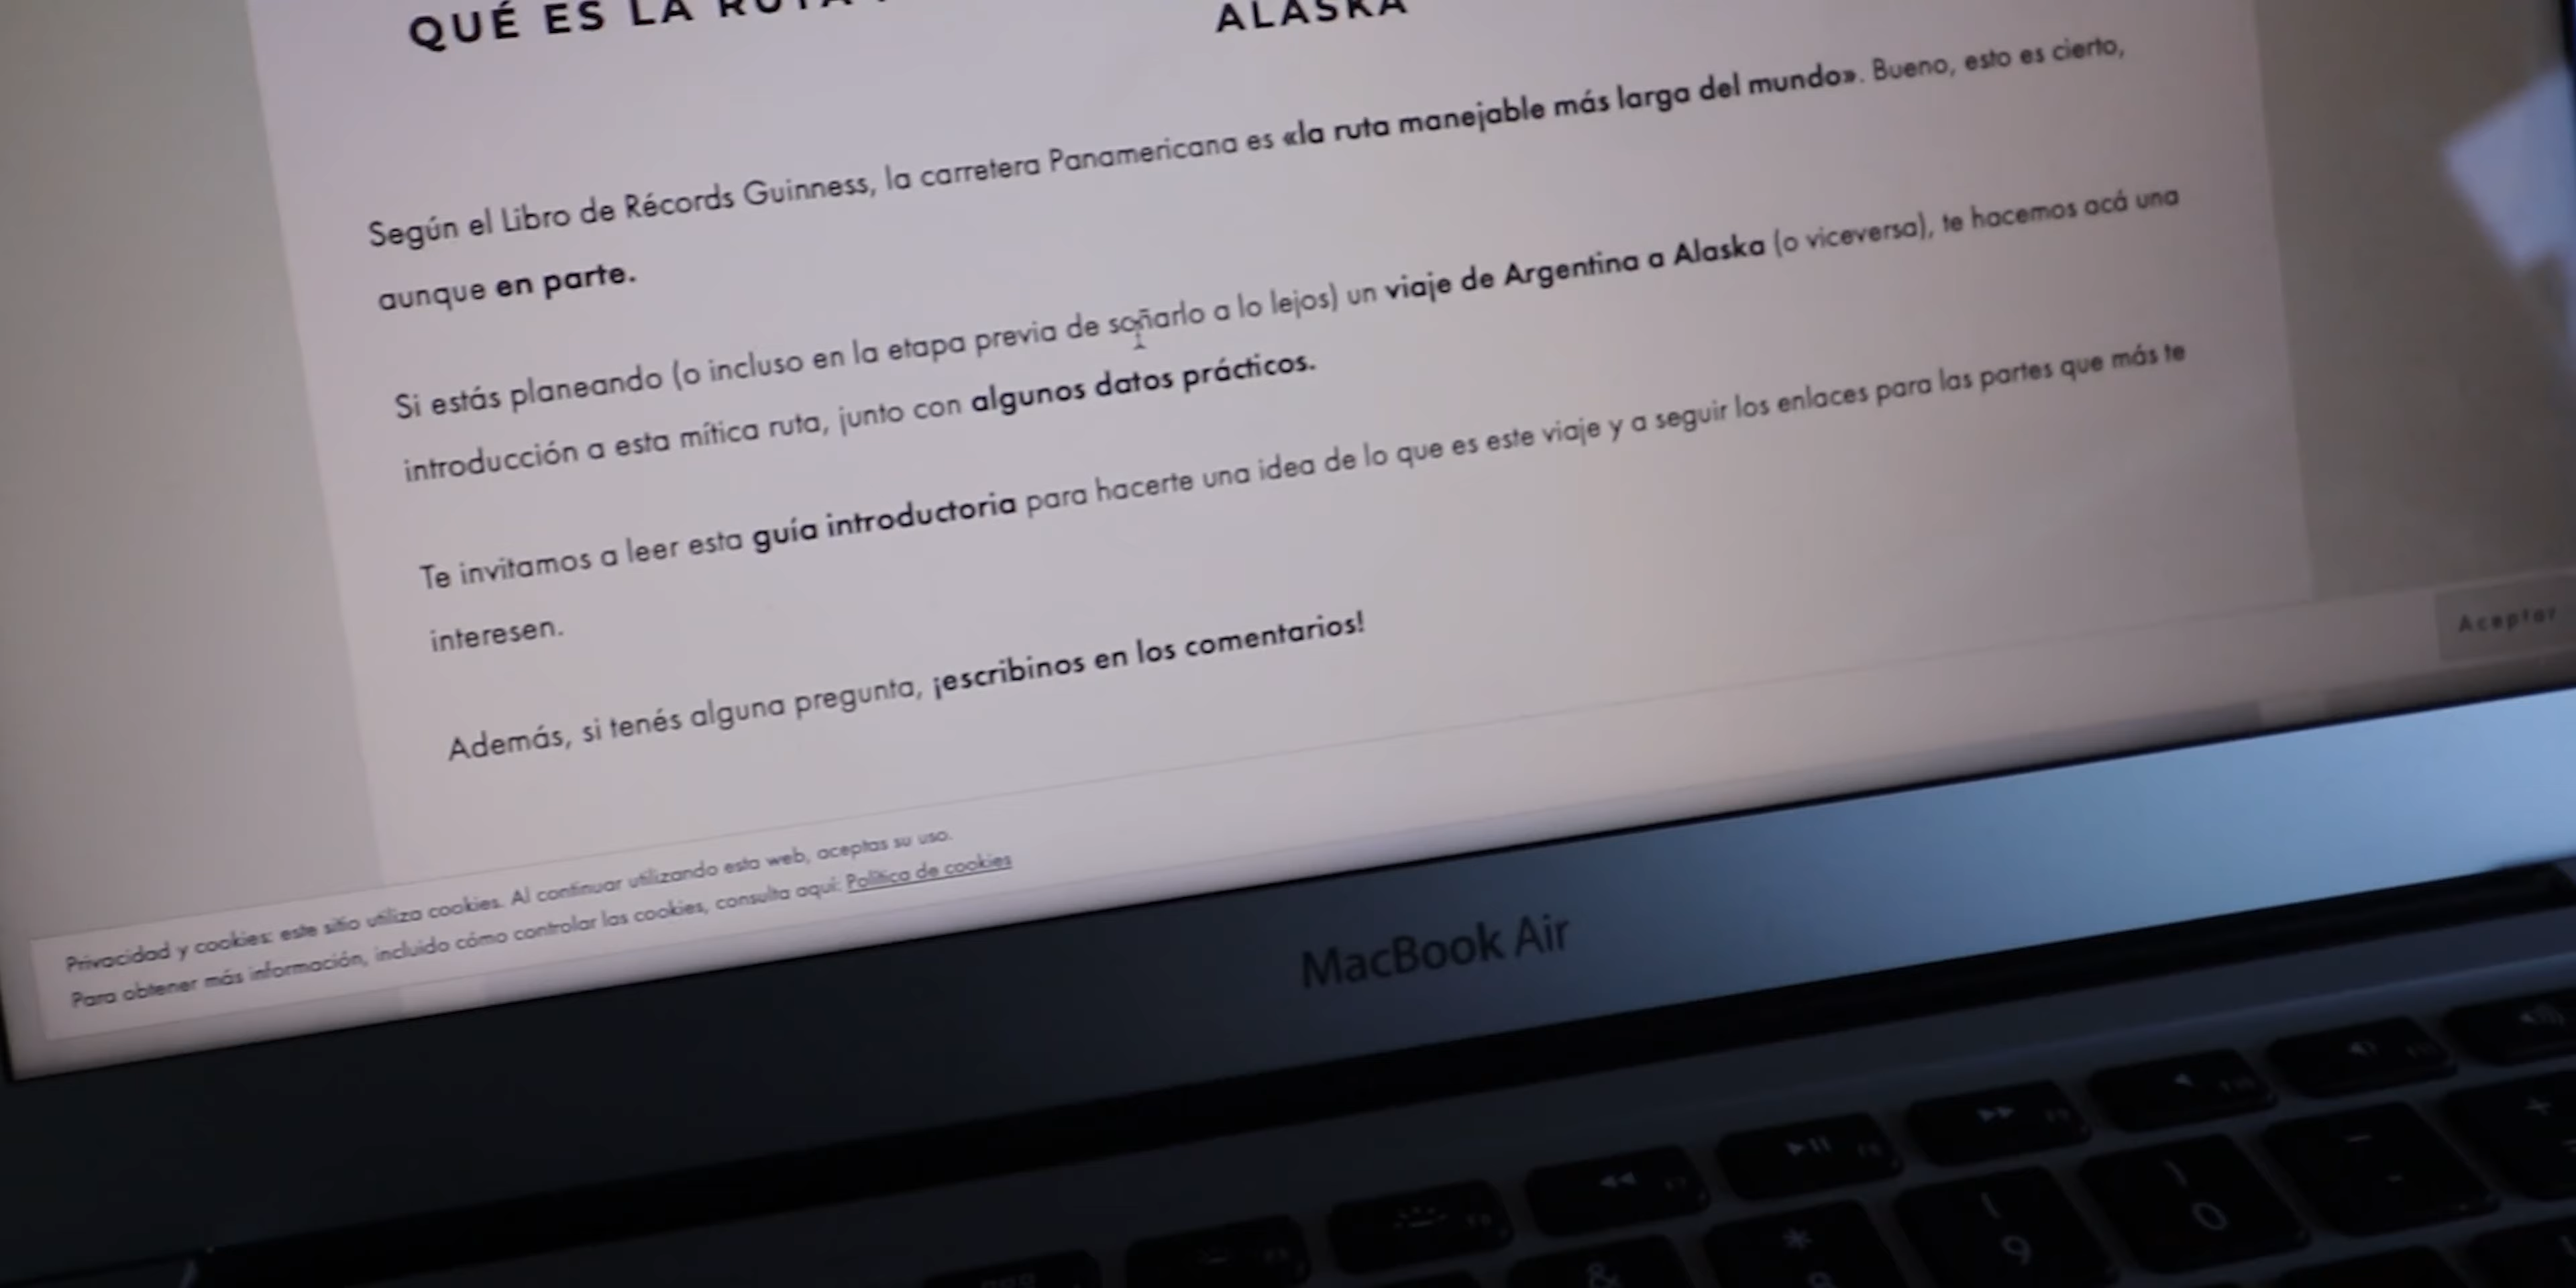 QUÉ ES LA RUTA
ALASKA
Según el Libro de Récords Guinness, la carretera Panamericana es «la ruta manejable más larga del mundo». Bueno, esto es cierto,
aunque en parte.
Si estás planeando (o incluso en la etapa previa de soñarlo a lo lejos) un viaje de Argentina a Alaska (o viceversa), te hacemos acá una
introducción a esta mítica ruta, junto con algunos datos prácticos.
Te invitamos a leer esta guía introductoria para hacerte una idea de lo que es este viaje y a seguir los enlaces para las partes que más te
interesen.
Además, si tenés alguna pregunta, ¡escribinos en los comentarios!
Aceptar
Privacidad y cookies: este sitio utiliza cookies. Al continuar utilizando esta web, aceptas su uso.
Para obtener más información, incluido cómo controlar las cookies, consulta aquí: Política de cookies
MacBook Air
& * ( 9 ) 0 - +